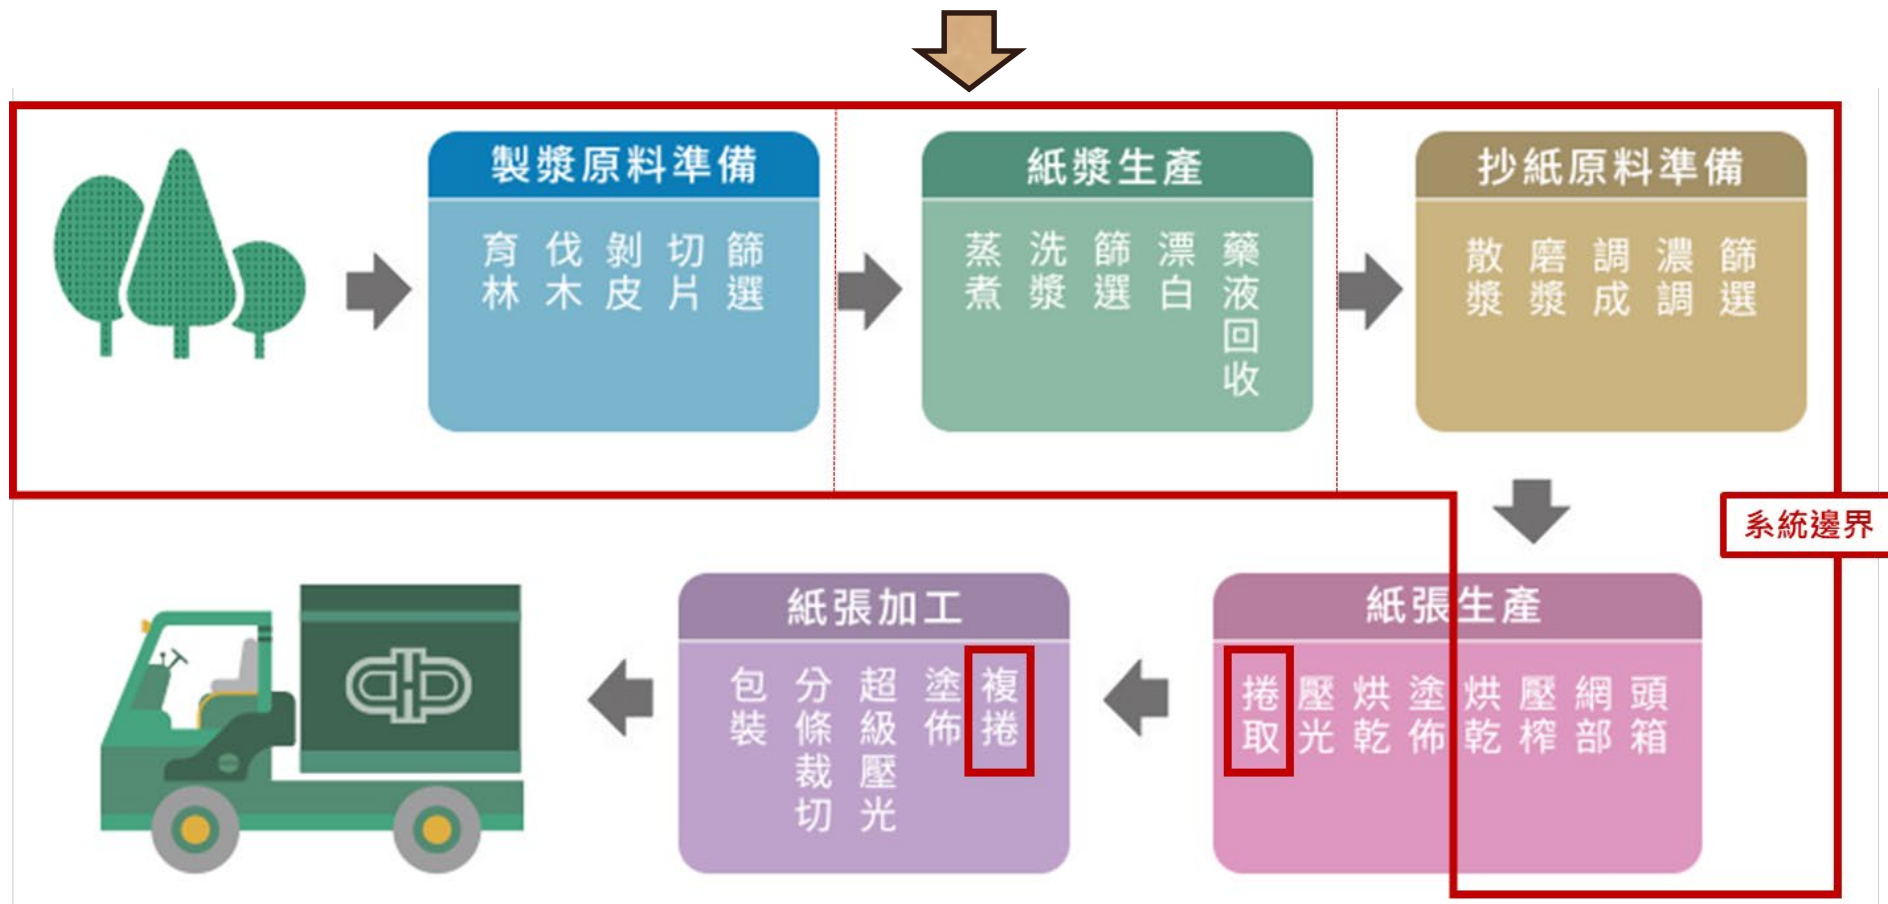 製漿原料準備
育林
伐木
剝皮
切片
篩選
紙漿生產
蒸煮
洗漿
篩選
漂白
藥液回收
抄紙原料準備
散漿
磨漿
調成
濃調
篩選
系統邊界
紙張生產
頭箱
網部
壓榨
烘乾
塗佈
烘乾
壓光
捲取
紙張加工
複捲
塗佈
超級壓光
分條裁切
包裝